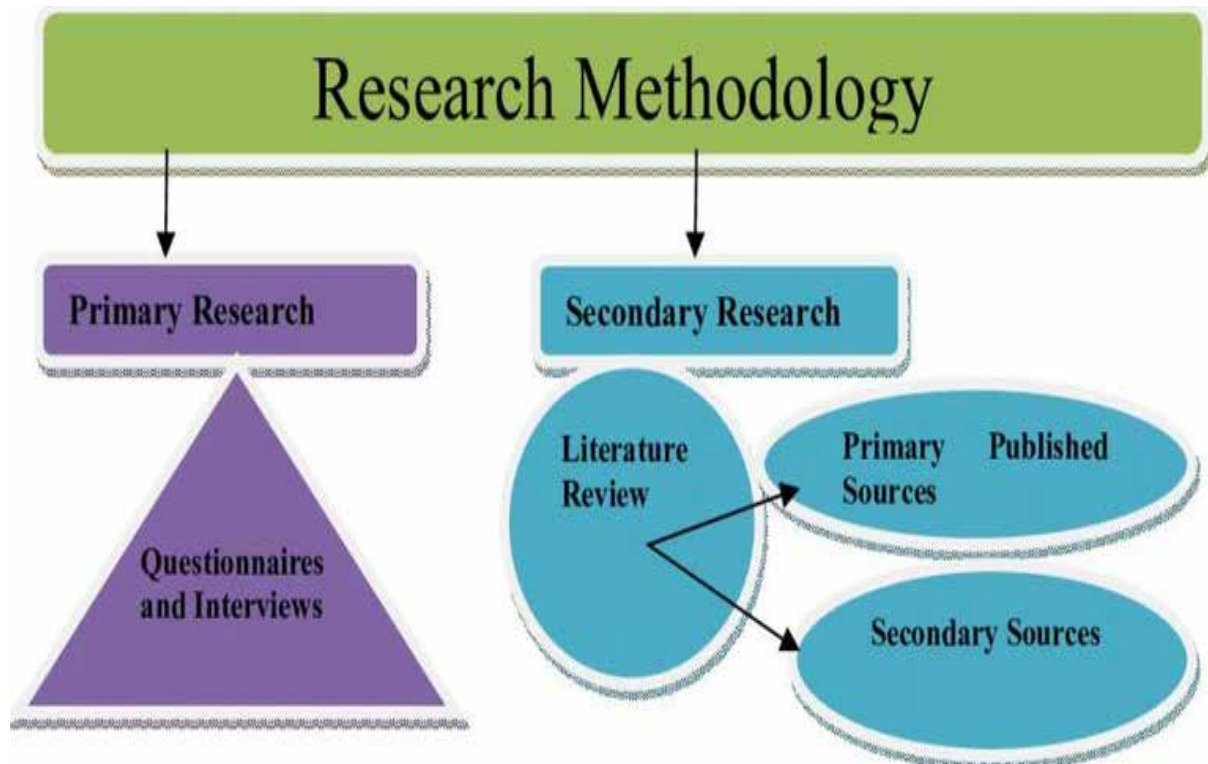 Research Methodology
Primary Research
Secondary Research
Questionnaires
and Interviews
Literature
Review
Primary Published
Sources
Secondary Sources